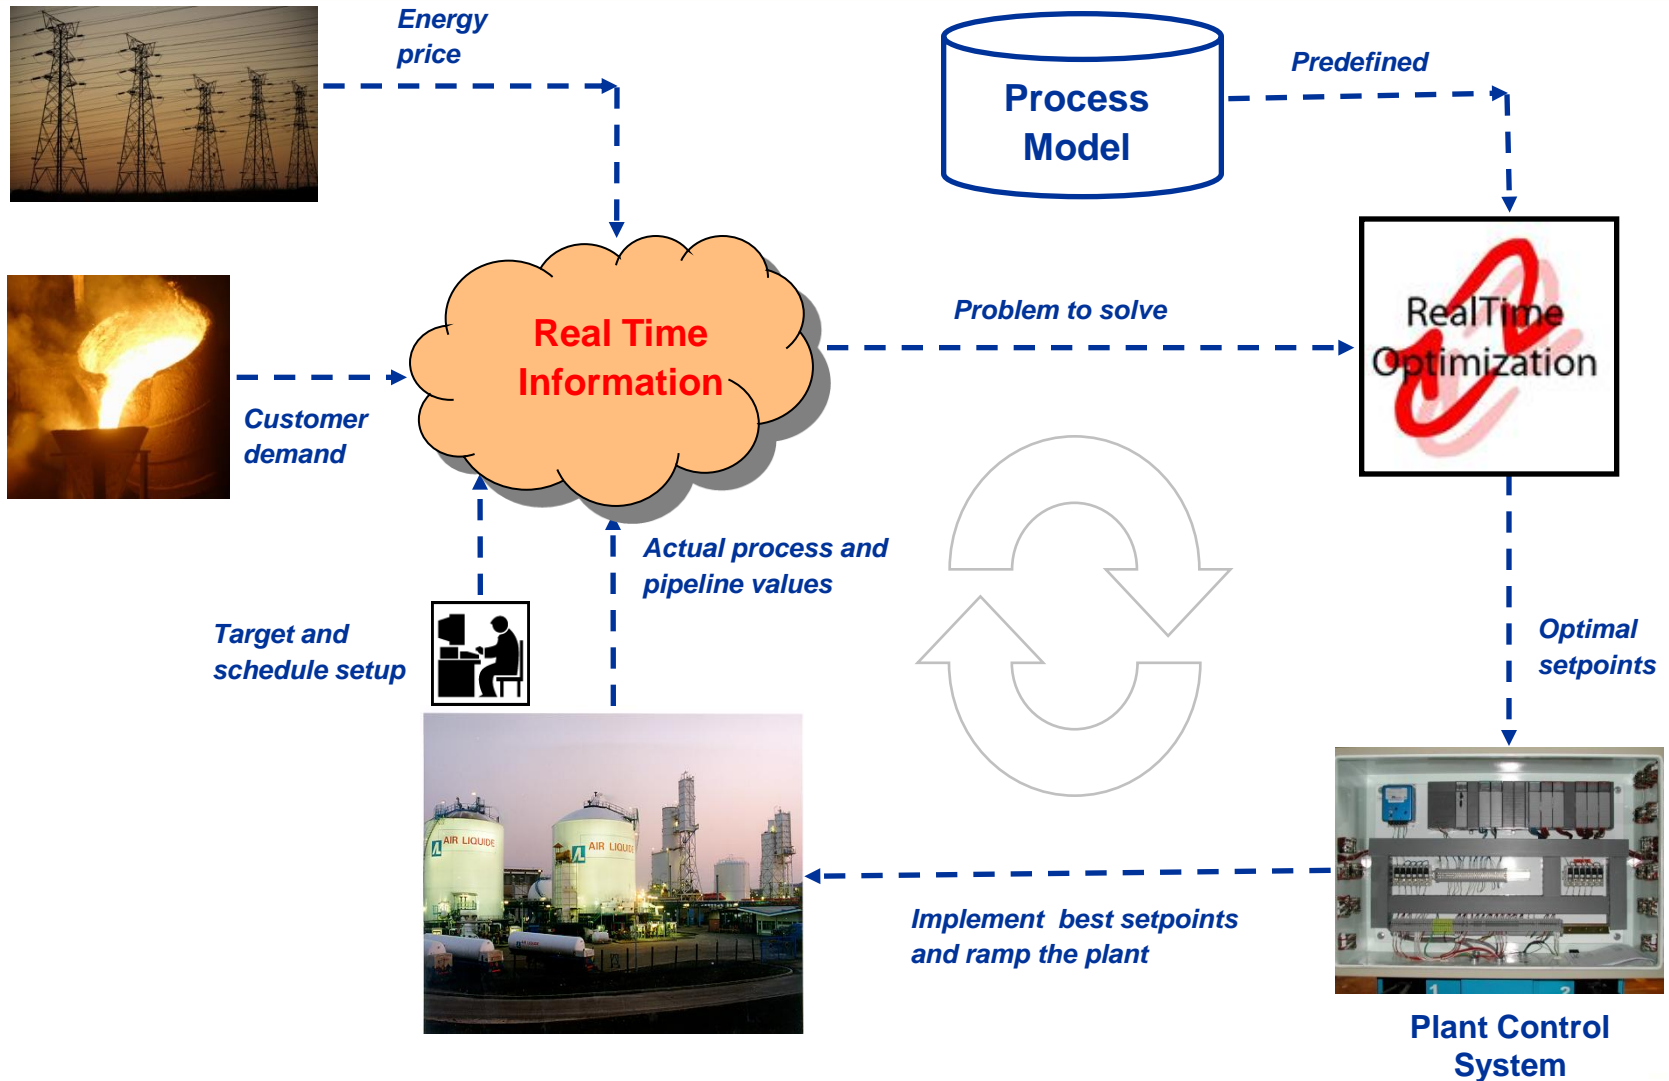 Energy
price
Process
Model
Predefined
Real Time
Information
Problem to solve
RealTime
Optimization
Customer
demand
Actual process and
pipeline values
Target and
schedule setup
Optimal
setpoints
AIR LIQUIDE
AIR LIQUIDE
Implement  best setpoints
and ramp the plant
1
2
Plant Control
System